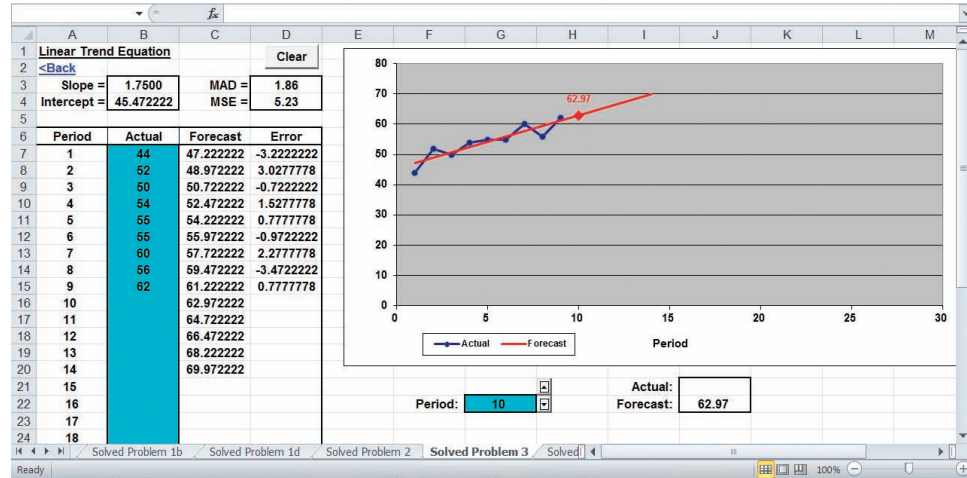 fx
A B C D E F G H I J K L M
1 Linear Trend Equation Clear
2 <Back
3 Slope = 1.7500 MAD = 1.86
4 Intercept = 45.472222 MSE = 5.23
5
6 Period Actual Forecast Error
7 1 44 47.222222 -3.2222222
8 2 52 48.972222 3.0277778
9 3 50 50.722222 -0.7222222
10 4 54 52.472222 1.5277778
11 5 55 54.222222 0.7777778
12 6 55 55.972222 -0.9722222
13 7 60 57.722222 2.2777778
14 8 56 59.472222 -3.4722222
15 9 62 61.222222 0.7777778
16 10 62.972222
17 11 64.722222
18 12 66.472222
19 13 68.222222
20 14 69.972222
21 15
22 16
23 17
24 18
80
70
60
50
40
30
20
10
0
62.97
0 5 10 15 20 25 30
Actual Forecast
Period
Actual:
Period: 10 Forecast: 62.97
Solved Problem 1b Solved Problem 1d Solved Problem 2 Solved Problem 3 Solved
Ready 100%